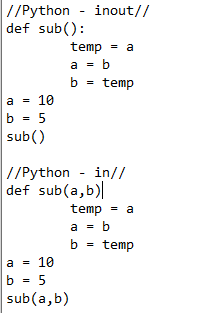 //Python - inout//
def sub():
        temp = a
        a = b
        b = temp
a = 10
b = 5
sub()

//Python - in//
def sub(a,b)
        temp = a
        a = b
        b = temp
a = 10
b = 5
sub(a,b)